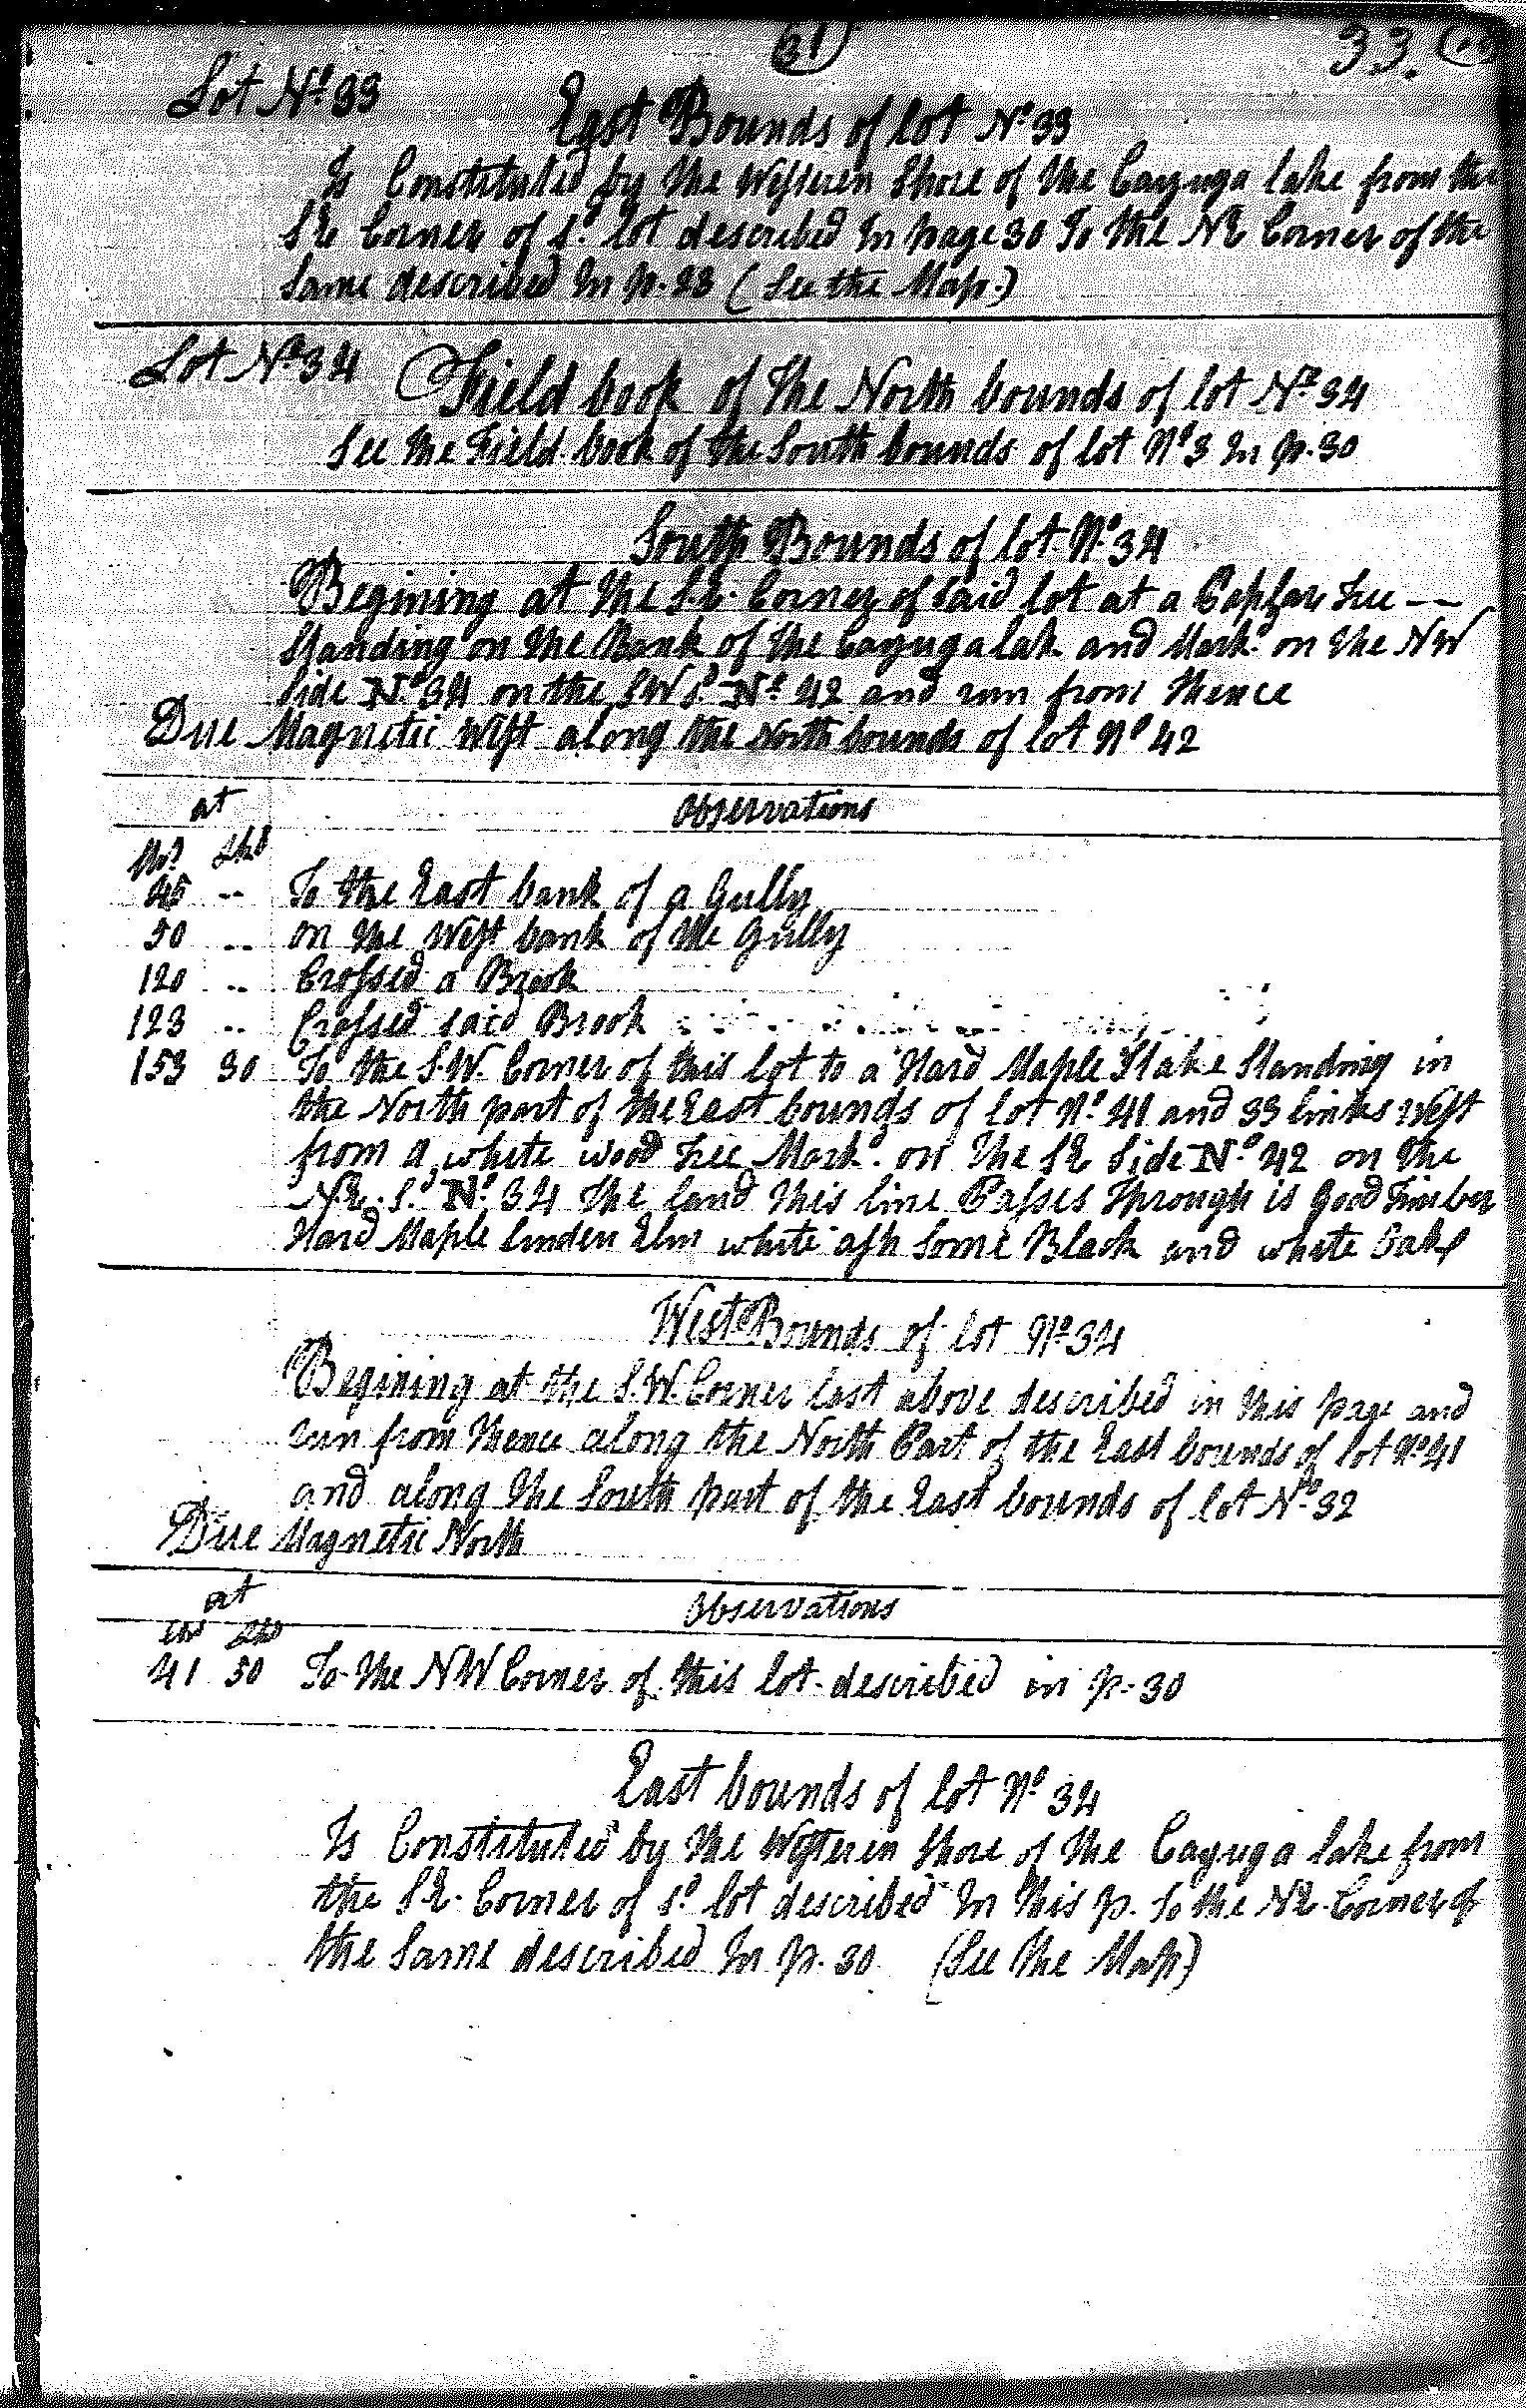 31
33.
Lot No. 33
East Bounds of lot No 33
Is Constituted by the Western Shore of the Cayuga lake from the
SE Corner of sd. lot described In page 30 To the NE Corner of the
Same described In p. 28 (See the Map.)
Lot No 34
Field book of the North bounds of lot No 34
See the Field book of the South bounds of lot No 3 In p. 30
South Bounds of lot No 34
Begining at the S.E. Corner of Said lot at a Tree --
Standing on the Bank of the Cayuga lak and Mark.d on the NW
Side No. 34 on the SW sd. No. 42 and run from thence
Due Magnetic West along the North bounds of lot No 42
at Observations
45 -- To the East bank of a Gully
50 -- on the West bank of the Gully
120 -- Crossed a Brook
123 -- Crossed said Brook
153 30 To the S.W. Corner of this lot to a Hard Maple Stake Standing in
the North part of the East bounds of lot No. 41 and 33 links West
from a white wood Tree Mark.d on the SE Side No. 42 on the
N.E. S.d No. 34 The land this line Passes Through is Good Timber
Hard Maple linden Elm white ash Some Black and white Oak
West Bounds of lot No. 34
Begining at the S.W. Corner last above described in this page and
run from thence along the North Part of the East bounds of lot No. 41
and along the South part of the East bounds of lot No. 32
Due Magnetic North
at Observations
Chs Lks
41 50 To the NW Corner of this lot described in p. 30
East bounds of lot No. 34
Is Constituted by the Western Shore of the Cayuga lake from
the S.E. Corner of sd. lot described In this p. to the N.E. Corner of
the Same described In p. 30 (See the Map)